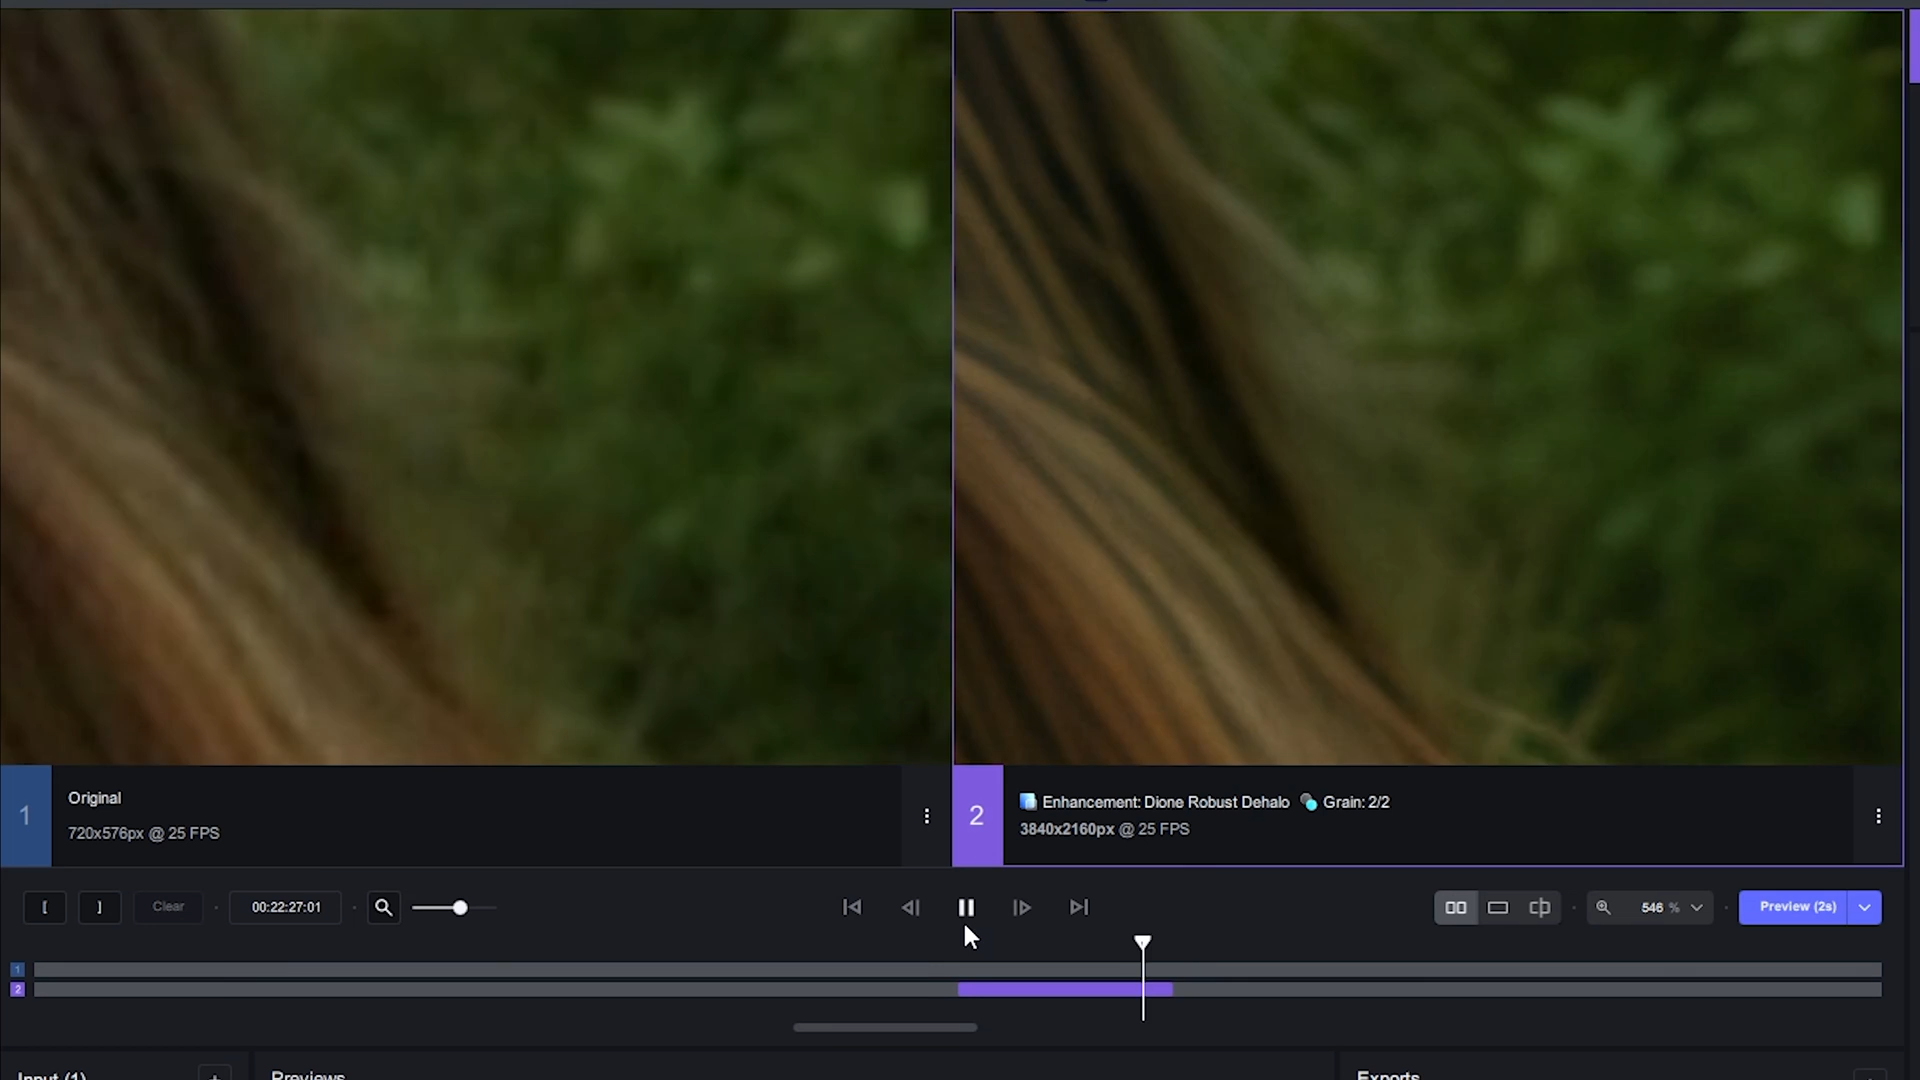 1
Original
720x576px @ 25 FPS
2
Enhancement: Dione Robust Dehalo Grain: 2/2
3840x2160px @ 25 FPS
[ ] Clear 00:22:27:01 546 % Preview (2s)
1
2
Input (1) + Previews Exports